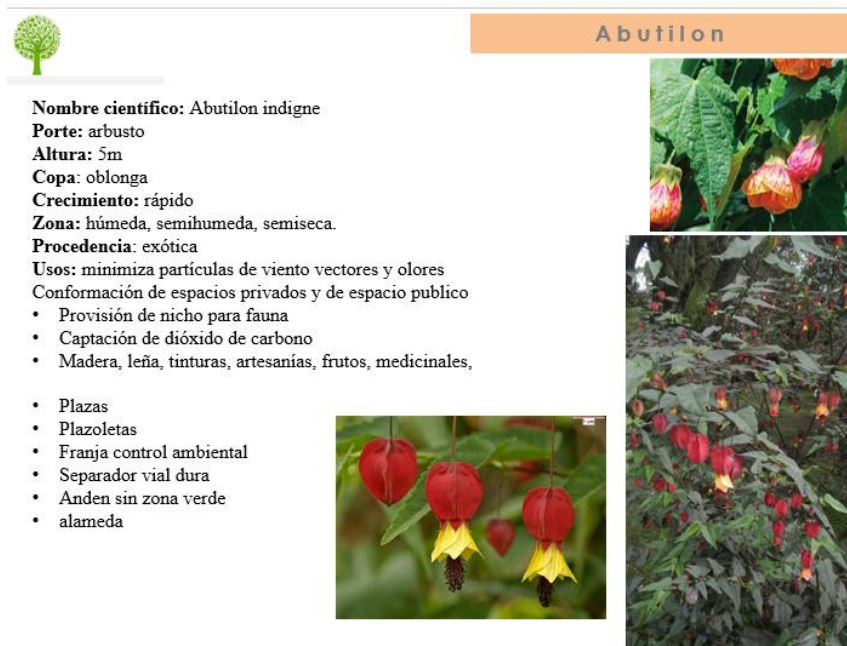 Abutilon
Nombre científico: Abutilon indigne
Porte: arbusto
Altura: 5m
Copa: oblonga
Crecimiento: rápido
Zona: húmeda, semihumeda, semiseca.
Procedencia: exótica
Usos: minimiza partículas de viento vectores y olores
Conformación de espacios privados y de espacio publico
• Provisión de nicho para fauna
• Captación de dióxido de carbono
• Madera, leña, tinturas, artesanías, frutos, medicinales,
• Plazas
• Plazoletas
• Franja control ambiental
• Separador vial dura
• Anden sin zona verde
• alameda